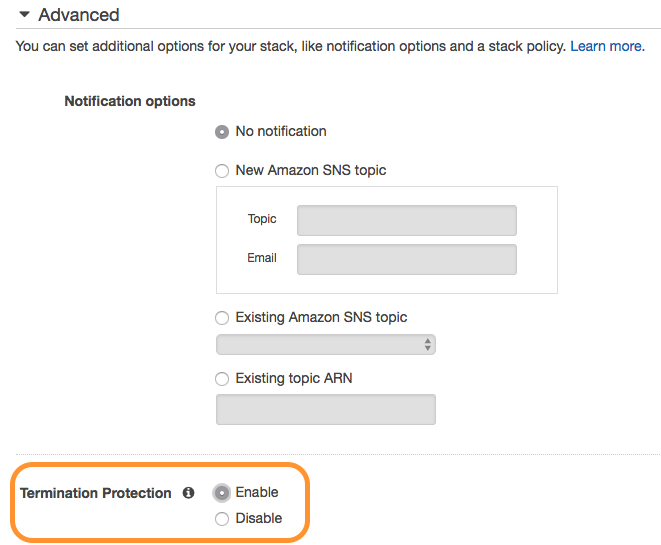 Advanced
You can set additional options for your stack, like notification options and a stack policy. Learn more.
Notification options
No notification
New Amazon SNS topic
Topic
Email
Existing Amazon SNS topic
Existing topic ARN
Termination Protection
Enable
Disable